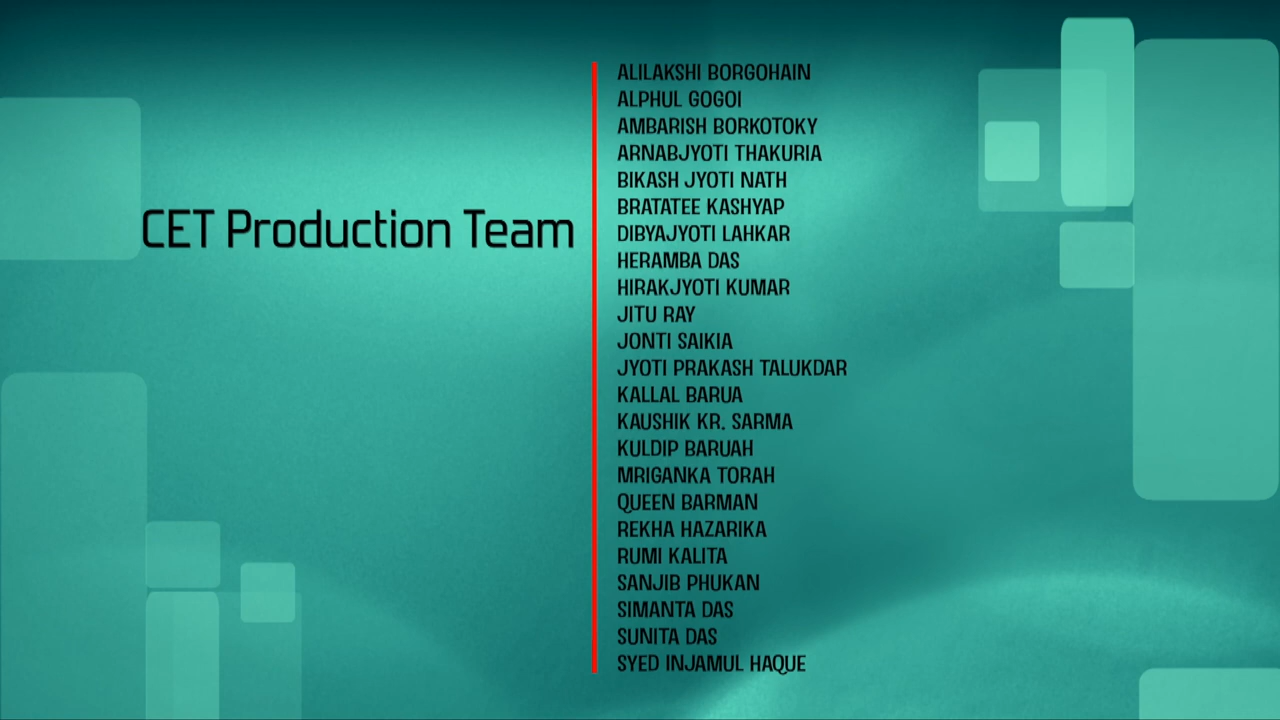 CET Production Team
ALILAKSHI BORGOHAIN
ALPHUL GOGOI
AMBARISH BORKOTOKY
ARNABJYOTI THAKURIA
BIKASH JYOTI NATH
BRATATEE KASHYAP
DIBYAJYOTI LAHKAR
HERAMBA DAS
HIRAKJYOTI KUMAR
JITU RAY
JONTI SAIKIA
JYOTI PRAKASH TALUKDAR
KALLAL BARUA
KAUSHIK KR. SARMA
KULDIP BARUAH
MRIGANKA TORAH
QUEEN BARMAN
REKHA HAZARIKA
RUMI KALITA
SANJIB PHUKAN
SIMANTA DAS
SUNITA DAS
SYED INJAMUL HAQUE